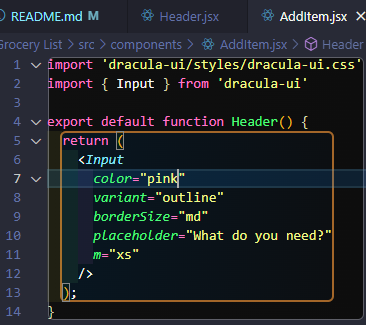 README.md M Header.jsx AddItem.jsx
Grocery List > src > components > AddItem.jsx > Header
1 import 'dracula-ui/styles/dracula-ui.css'
2 import { Input } from 'dracula-ui'
3
4 export default function Header() {
5 return (
6 <Input
7 color="pink"
8 variant="outline"
9 borderSize="md"
10 placeholder="What do you need?"
11 m="xs"
12 />
13 );
14 }